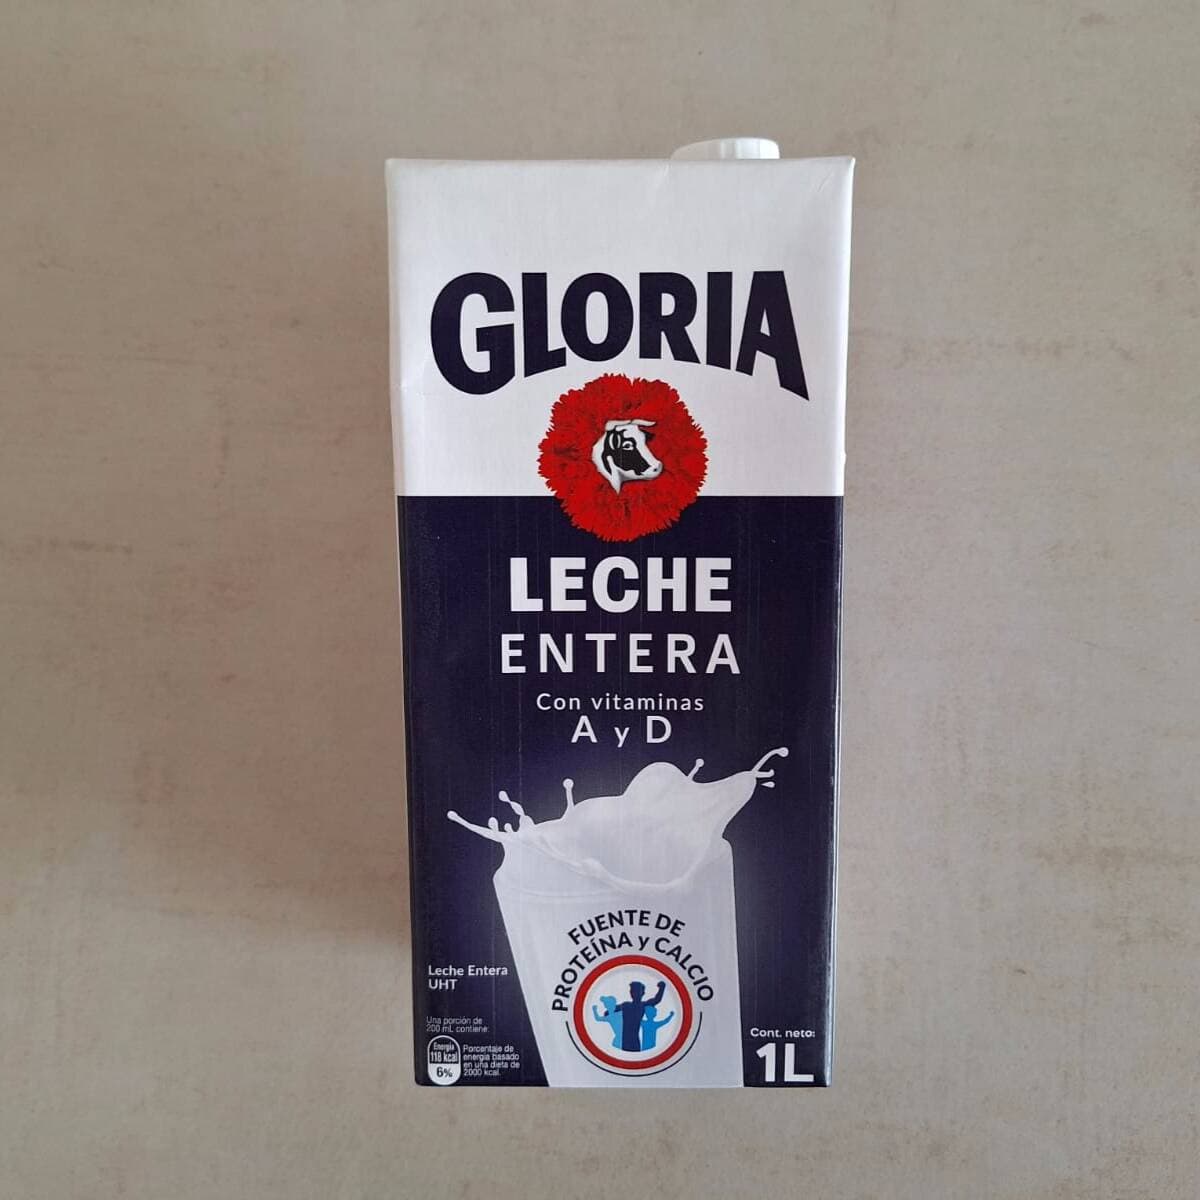 GLORIA
LECHE
ENTERA
Con vitaminas
A y D
FUENTE DE
PROTEÍNA y CALCIO
Leche Entera
UHT
Una porción de
200 mL contiene:
Energía
118 kcal
6%
Porcentaje de
energía basado
en una dieta de
2000 kcal.
Cont. neto:
1L